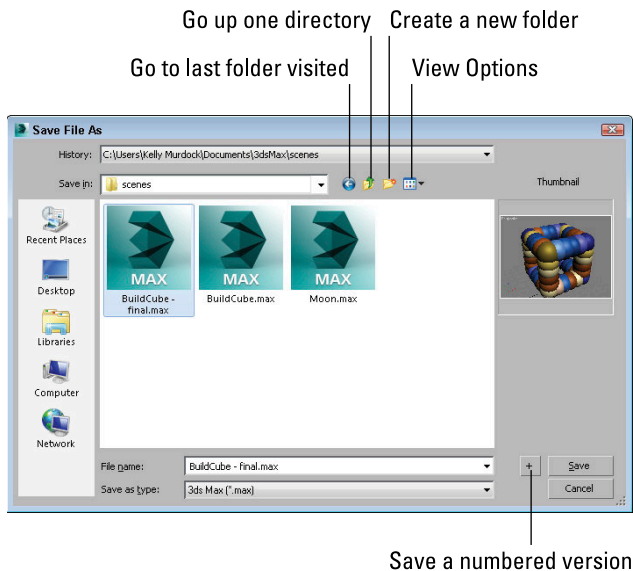 Go up one directory Create a new folder
Go to last folder visited View Options
Save File As
History: C:\Users\Kelly Murdock\Documents\3dsMax\scenes
Save in: scenes
Thumbnail
Recent Places
Desktop
Libraries
Computer
Network
MAX MAX MAX
BuildCube - BuildCube.max Moon.max
final.max
File name: BuildCube - final.max + Save
Save as type: 3ds Max (*.max) Cancel
Save a numbered version